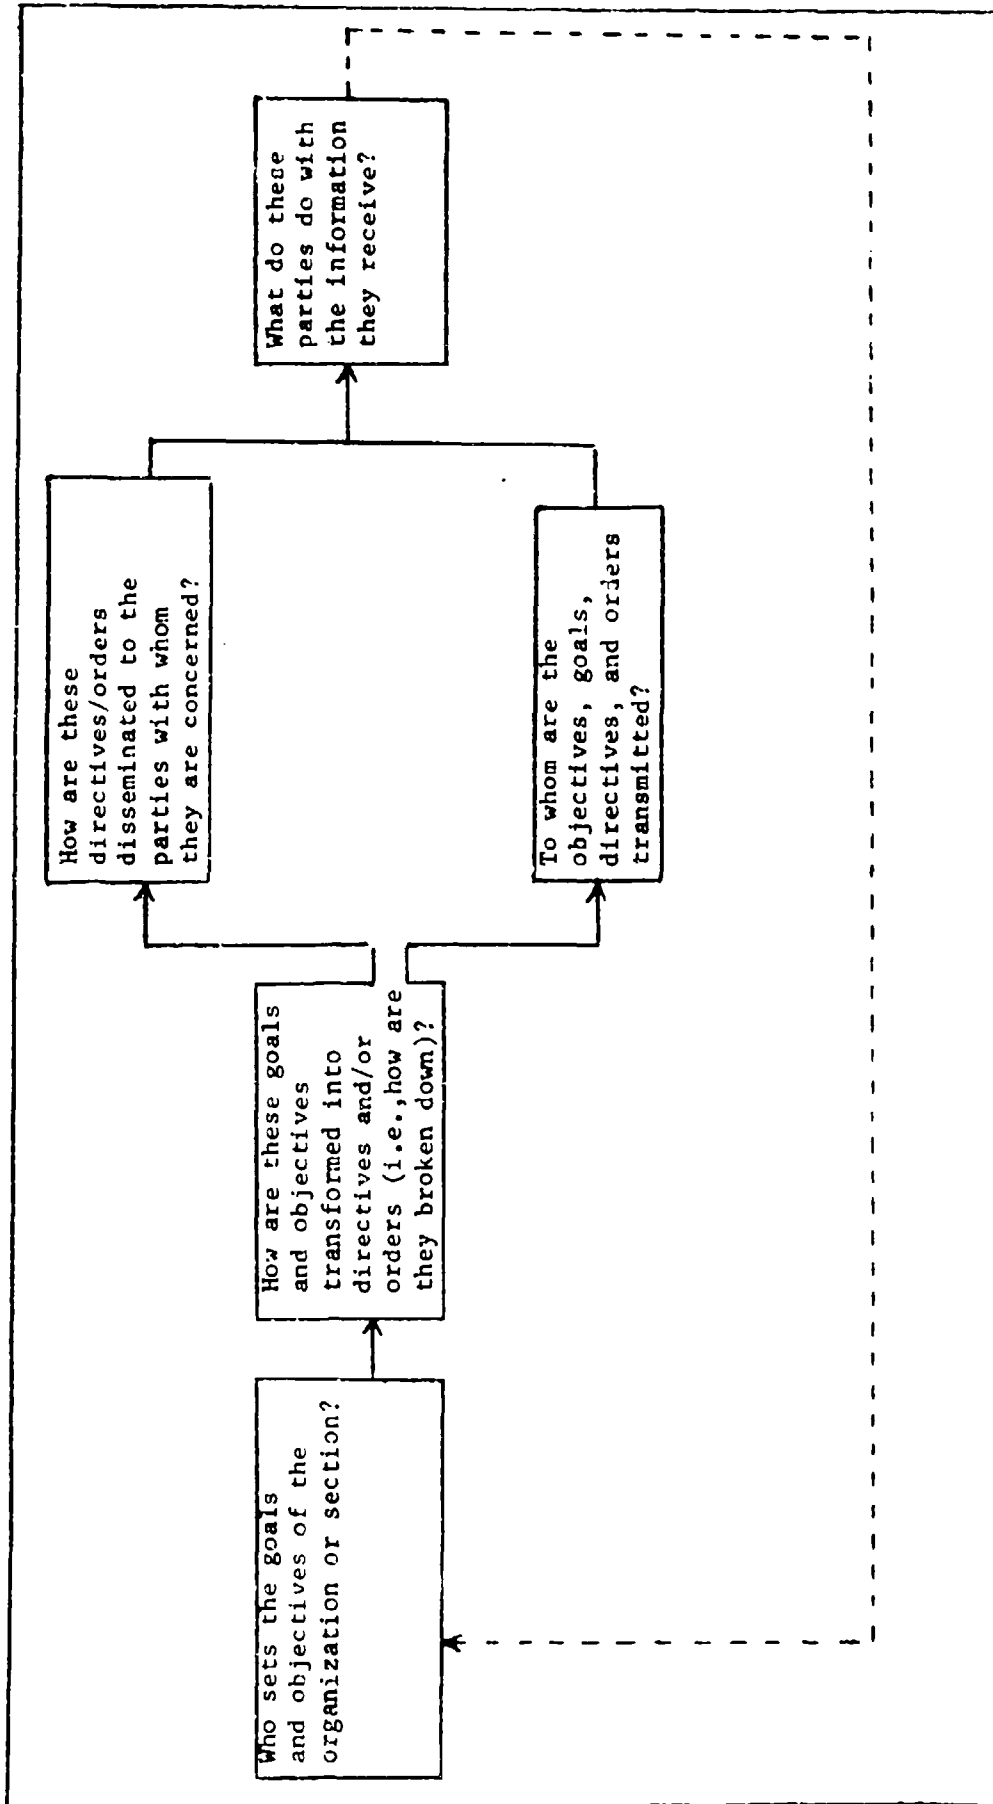 Who sets the goals
and objectives of the
organization or section?
How are these goals
and objectives
transformed into
directives and/or
orders (i.e.,how are
they broken down)?
How are these
directives/orders
disseminated to the
parties with whom
they are concerned?
To whom are the
objectives, goals,
directives, and orders
transmitted?
What do these
parties do with
the information
they receive?